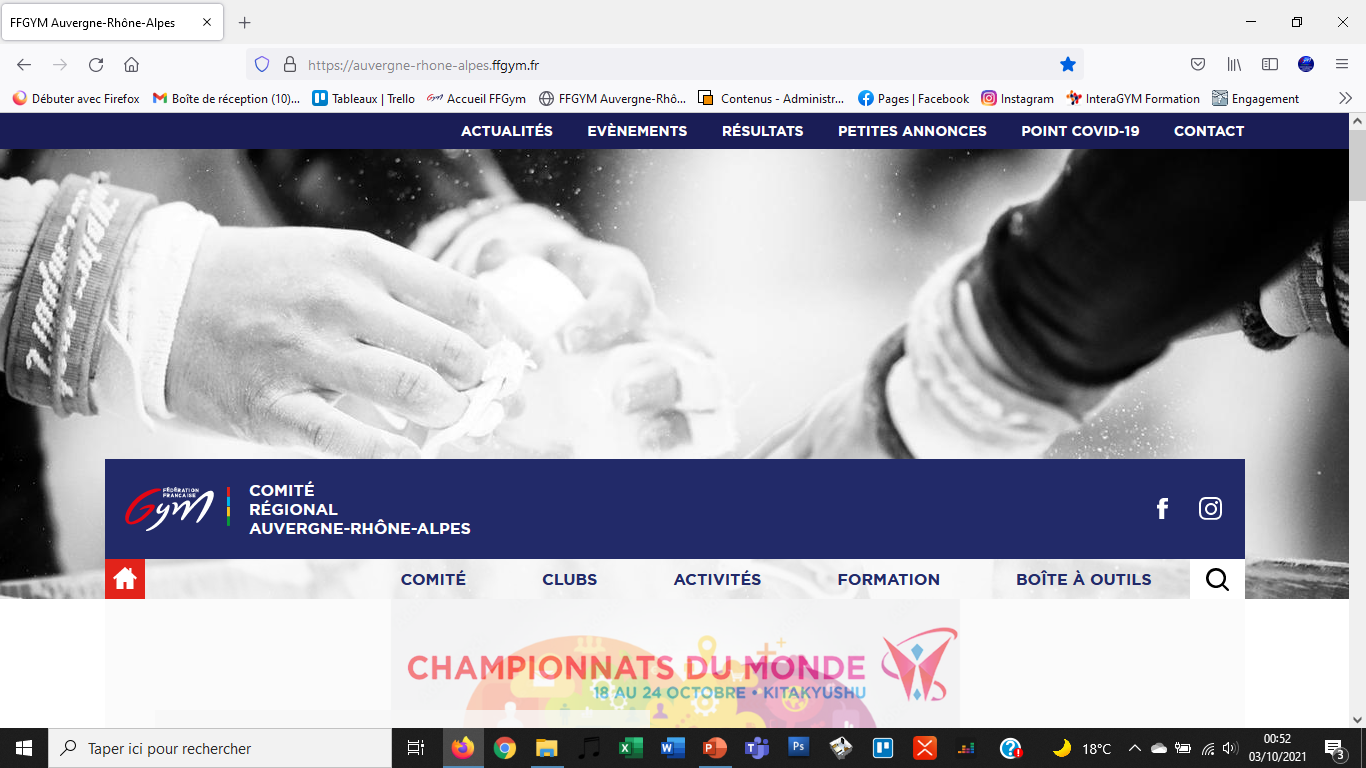 FFGYM Auvergne-Rhône-Alpes
https://auvergne-rhone-alpes.ffgym.fr
Débuter avec Firefox
Boîte de réception (10)...
Tableaux | Trello
Accueil FFGym
FFGYM Auvergne-Rhô...
Contenus - Administr...
Pages | Facebook
Instagram
InteraGYM Formation
Engagement
ACTUALITÉS
EVÈNEMENTS
RÉSULTATS
PETITES ANNONCES
POINT COVID-19
CONTACT
FÉDÉRATION
FRANÇAISE
Gym
COMITÉ
RÉGIONAL
AUVERGNE-RHÔNE-ALPES
COMITÉ
CLUBS
ACTIVITÉS
FORMATION
BOÎTE À OUTILS
CHAMPIONNATS DU MONDE
18 AU 24 OCTOBRE • KITAKYUSHU
Taper ici pour rechercher
18°C
00:52
03/10/2021
3